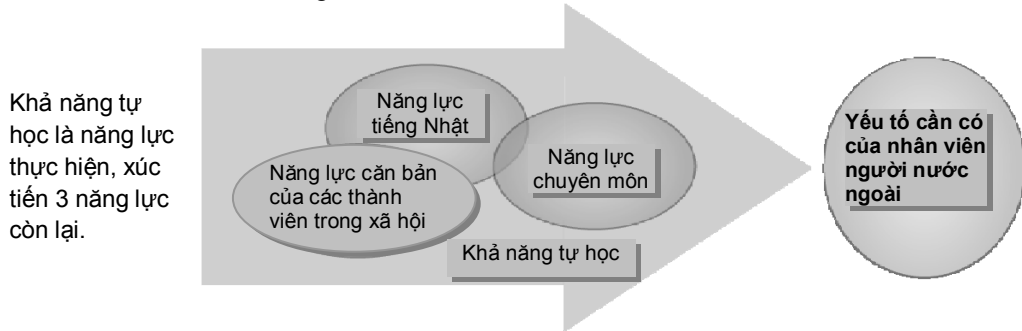 Khả năng tự
học là năng lực
thực hiện, xúc
tiến 3 năng lực
còn lại.
Năng lực
tiếng Nhật
Năng lực căn bản
của các thành
viên trong xã hội
Năng lực
chuyên môn
Khả năng tự học
Yếu tố cần có
của nhân viên
người nước
ngoài